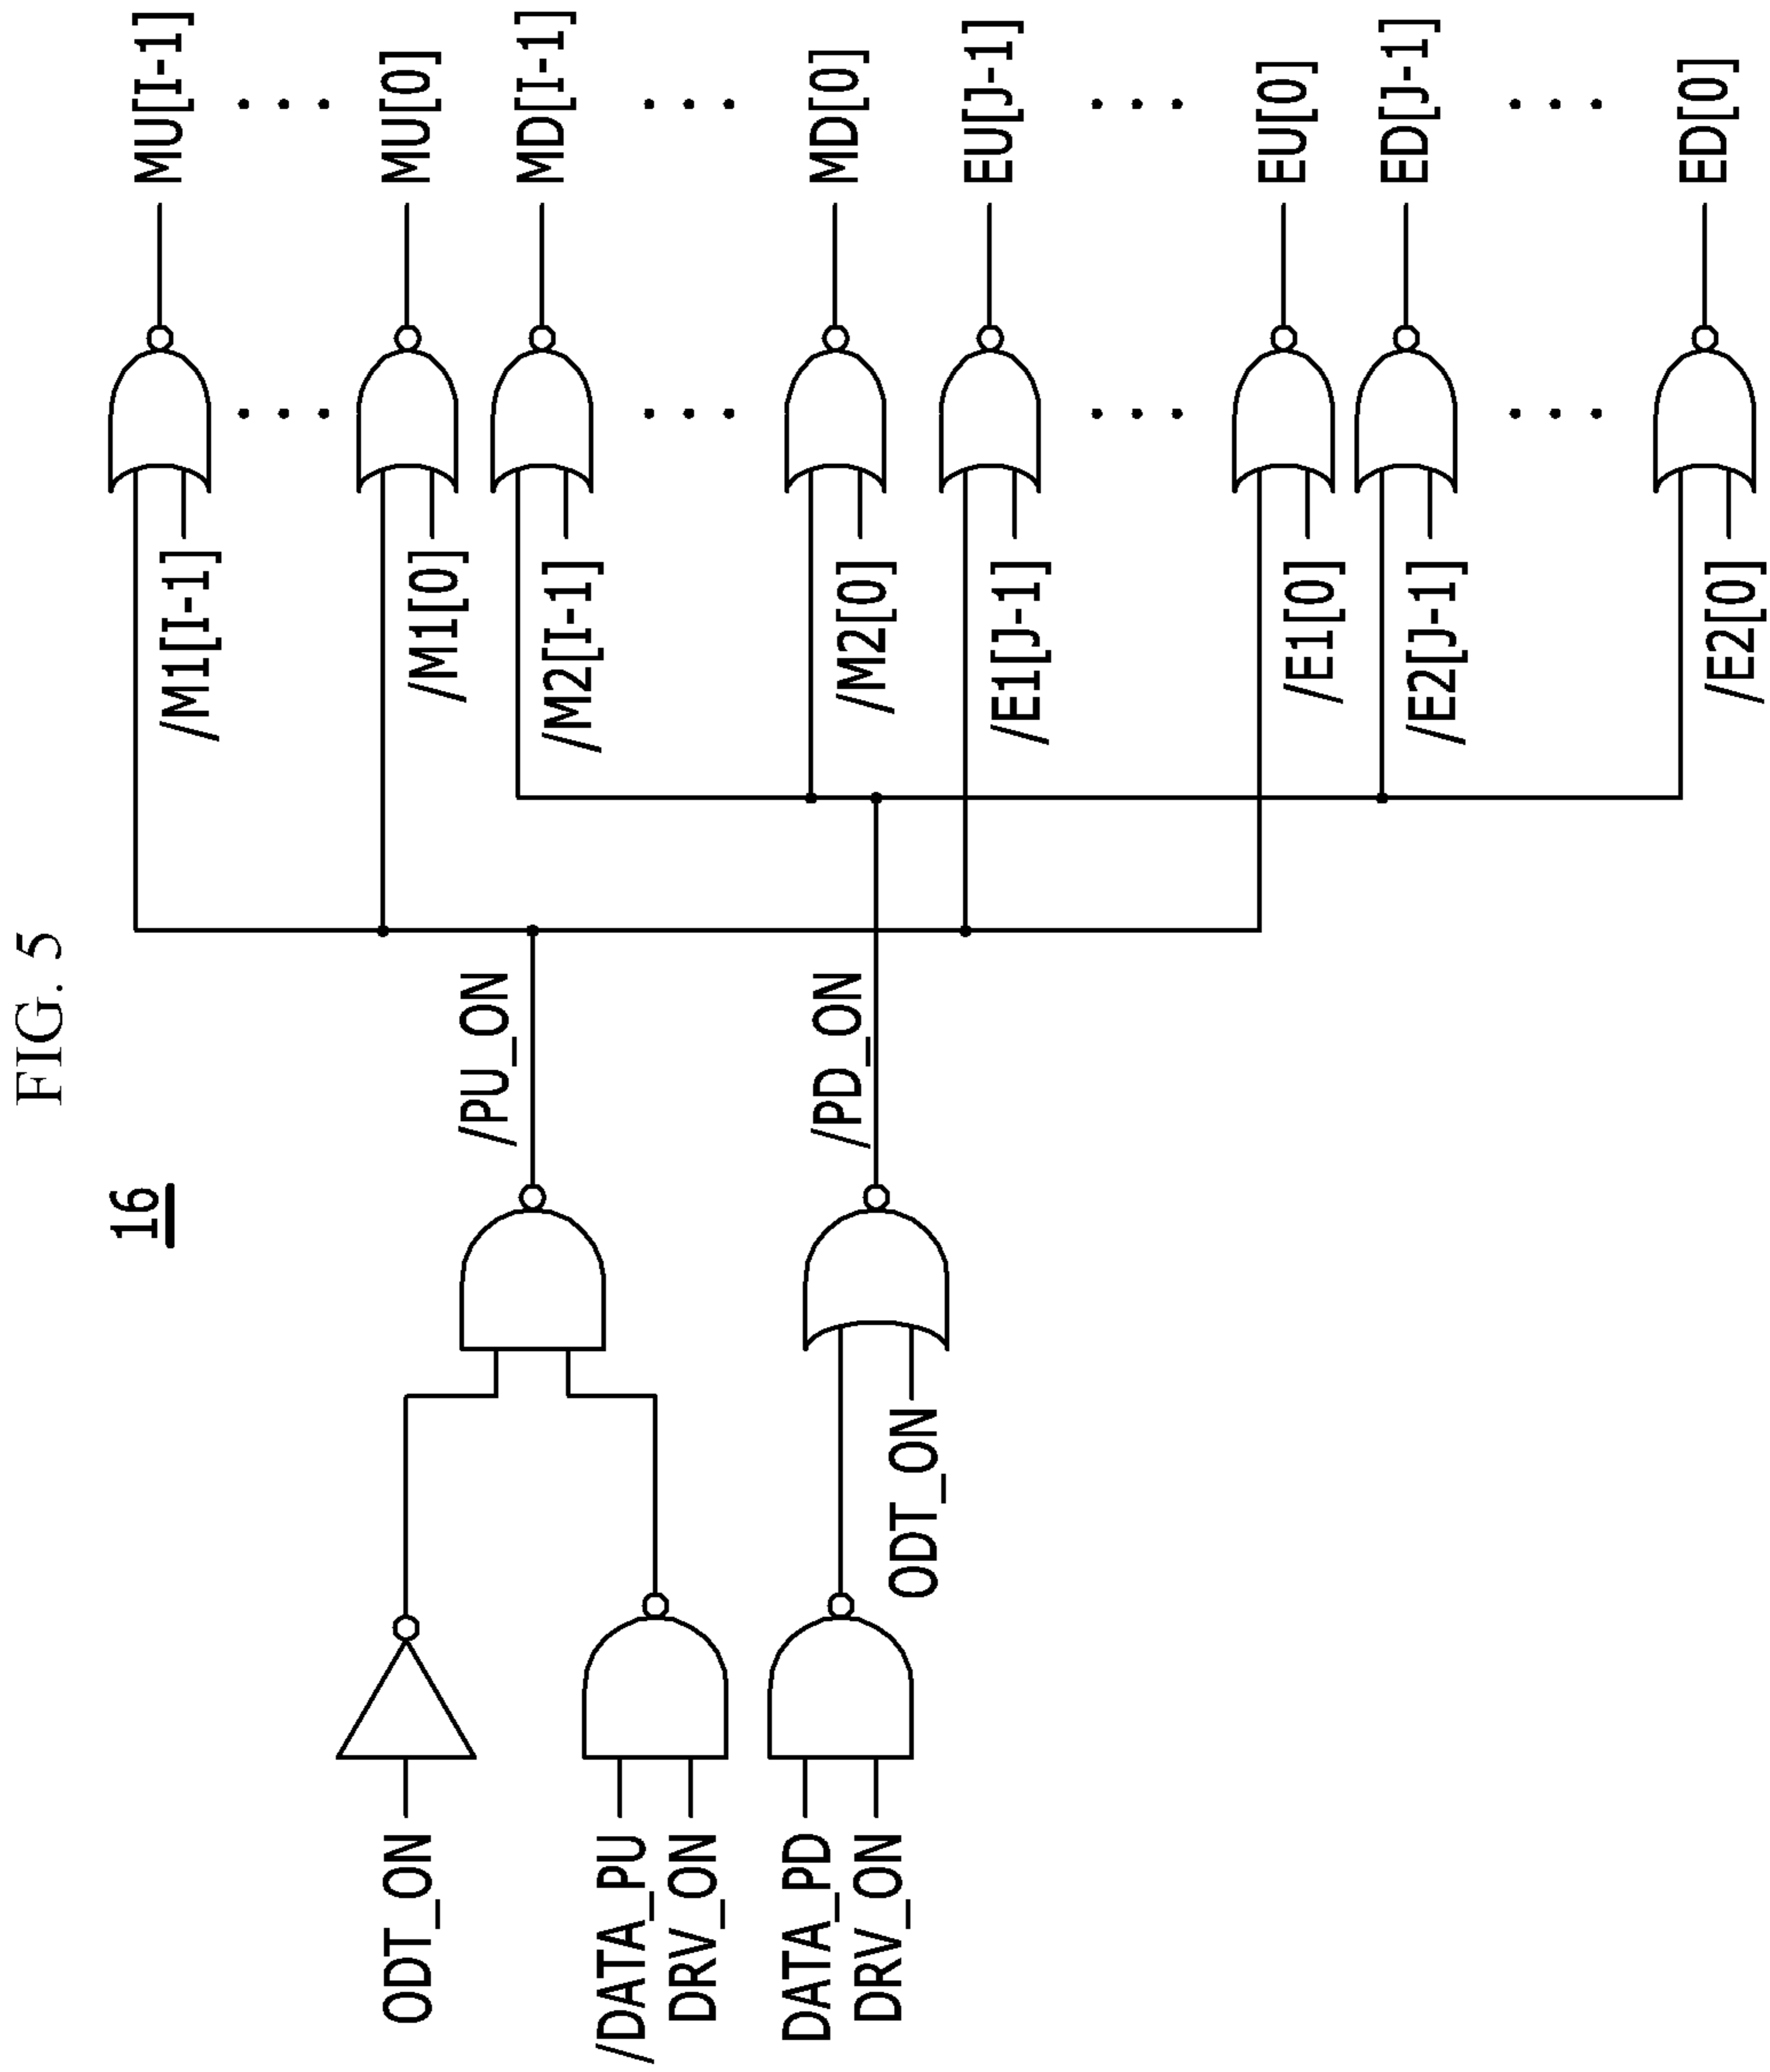 FIG. 5
16
ODT_ON
/DATA_PU
DRV_ON
DATA_PD
DRV_ON
ODT_ON
/PU_ON
/PD_ON
/M1[I-1]
/M1[0]
/M2[I-1]
/M2[0]
/E1[J-1]
/E1[0]
/E2[J-1]
/E2[0]
MU[I-1]
MU[0]
MD[I-1]
MD[0]
EU[J-1]
EU[0]
ED[J-1]
ED[0]